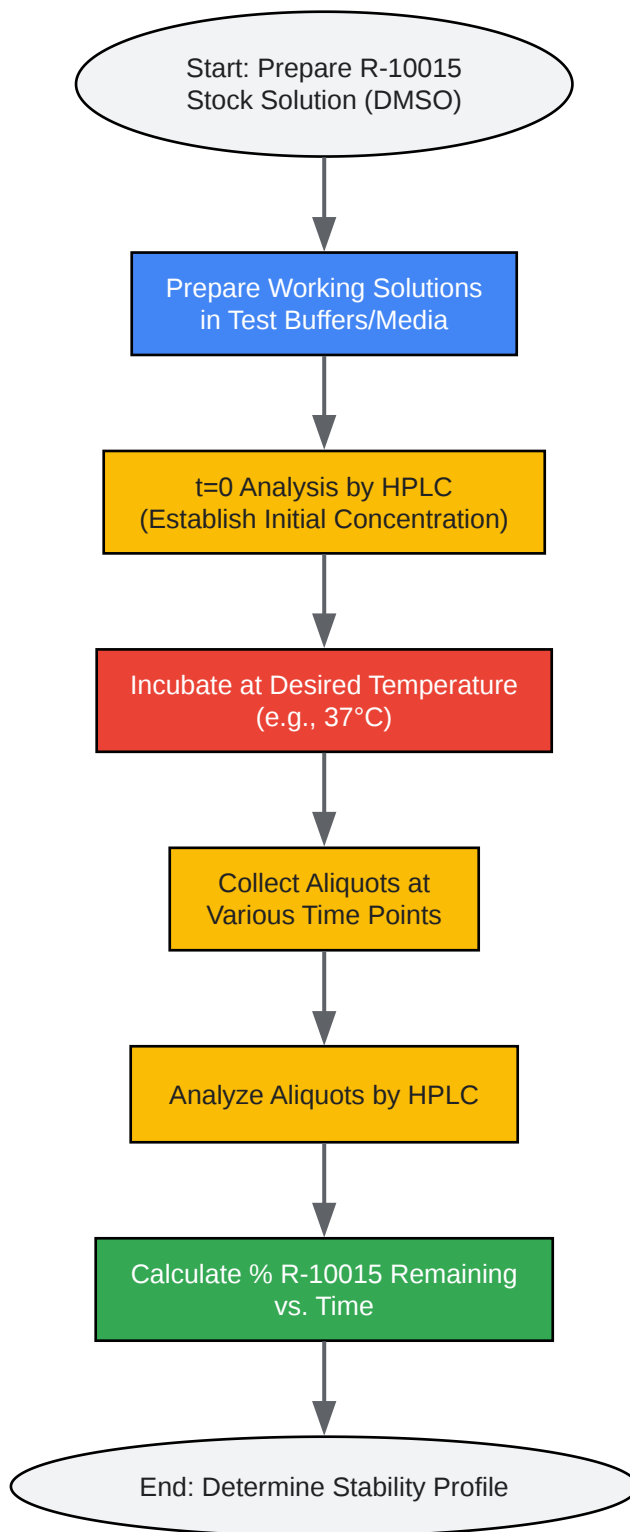 Start: Prepare R-10015
Stock Solution (DMSO)
Prepare Working Solutions
in Test Buffers/Media
t=0 Analysis by HPLC
(Establish Initial Concentration)
Incubate at Desired Temperature
(e.g., 37°C)
Collect Aliquots at
Various Time Points
Analyze Aliquots by HPLC
Calculate % R-10015 Remaining
vs. Time
End: Determine Stability Profile